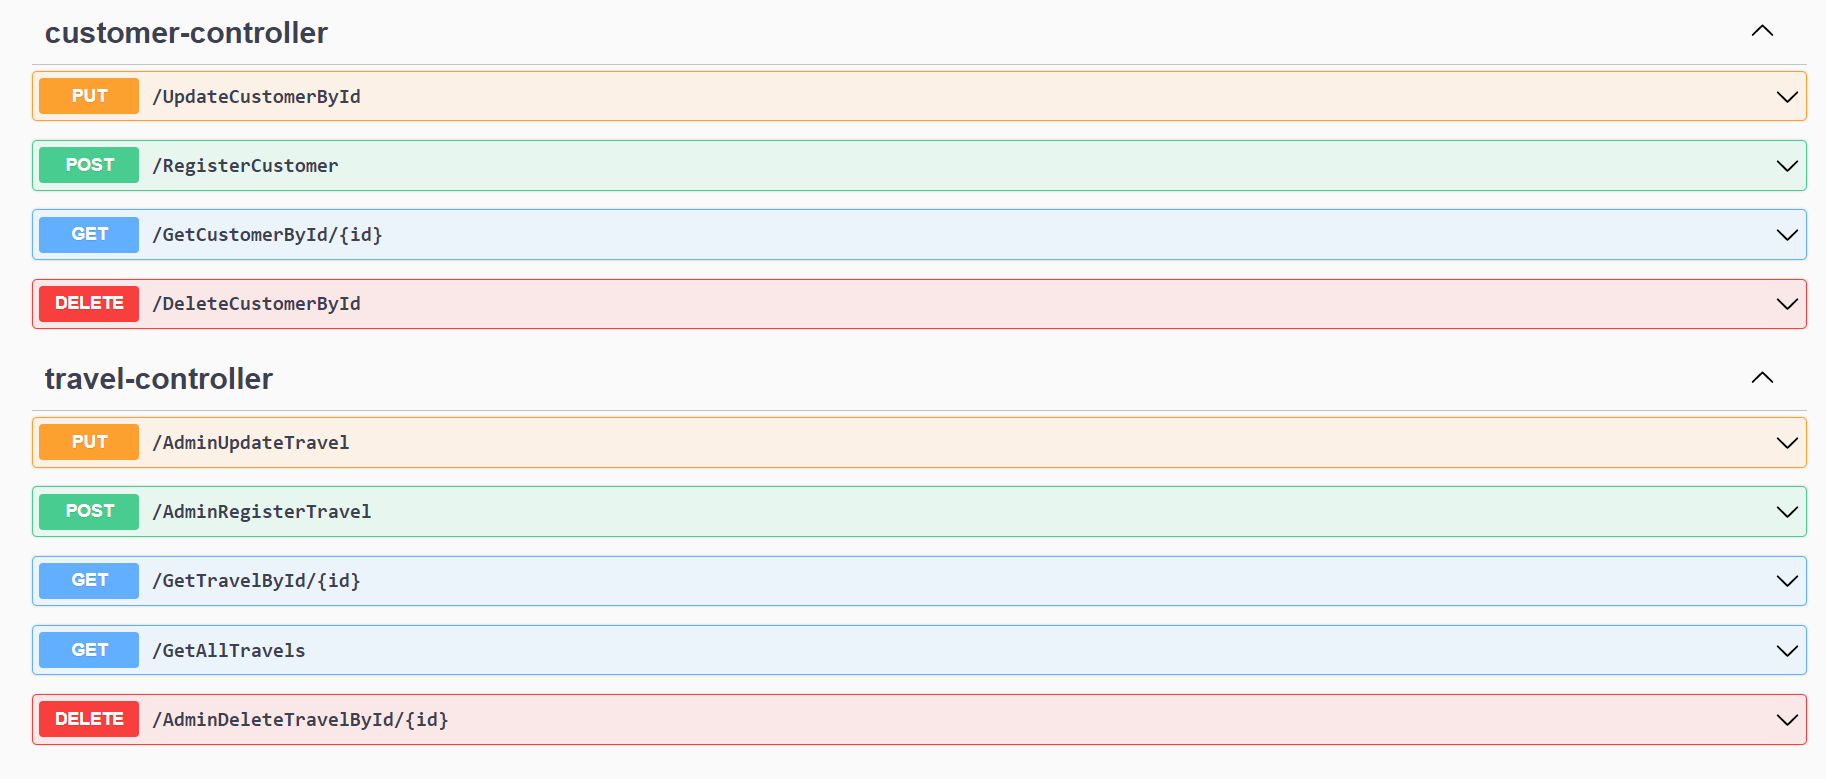 customer-controller
PUT /UpdateCustomerById
POST /RegisterCustomer
GET /GetCustomerById/{id}
DELETE /DeleteCustomerById
travel-controller
PUT /AdminUpdateTravel
POST /AdminRegisterTravel
GET /GetTravelById/{id}
GET /GetAllTravels
DELETE /AdminDeleteTravelById/{id}